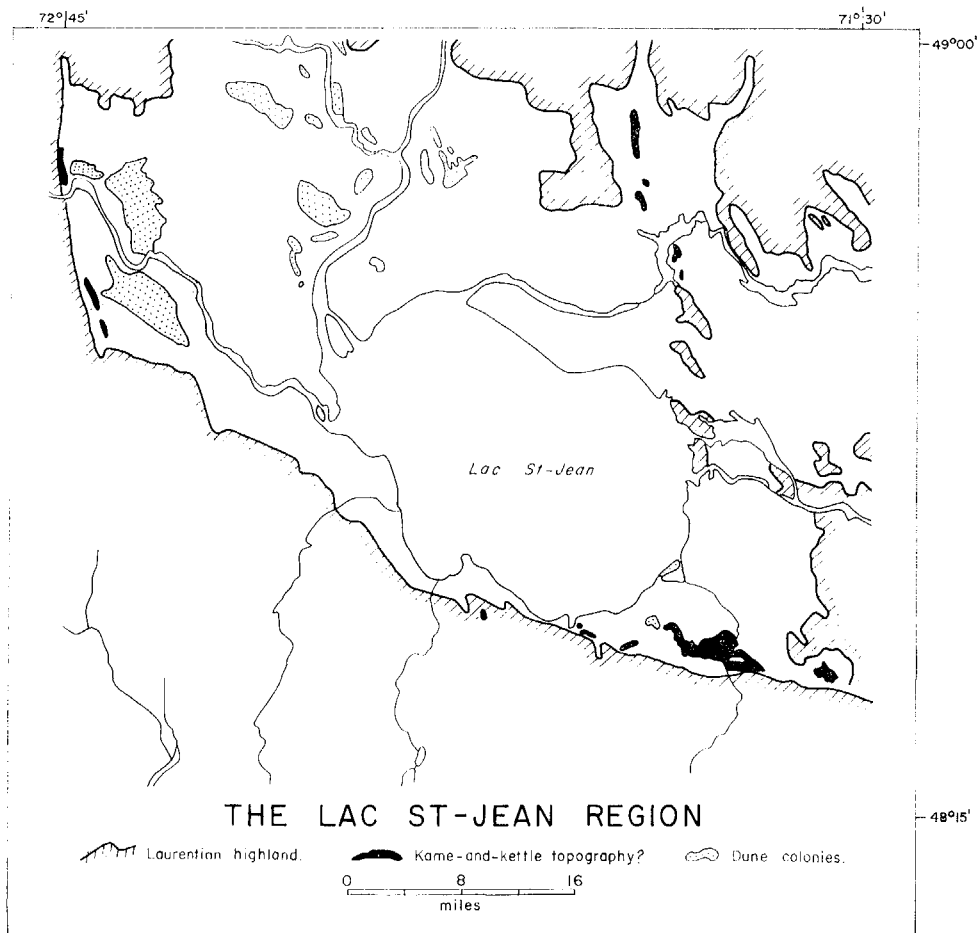 72°45'
71°30'
49°00'
Lac St-Jean
THE LAC ST-JEAN REGION
48°15'
Laurentian highland.
Kame-and-kettle topography?
Dune colonies.
0 8 16
miles